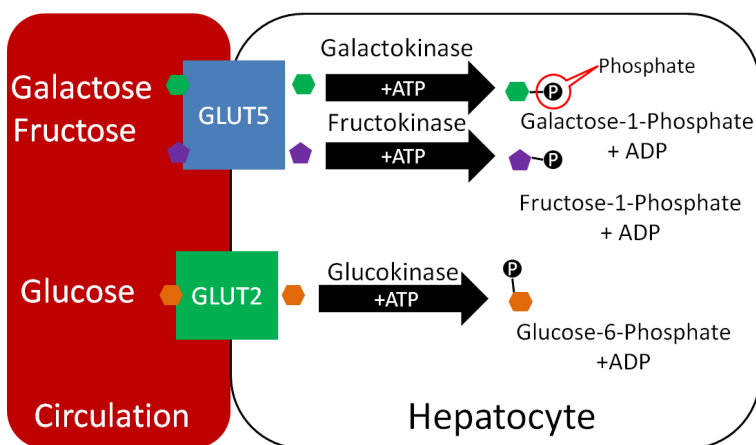 Galactose
Fructose
GLUT5
Galactokinase
+ATP
Phosphate
P
Galactose-1-Phosphate
+ ADP
Fructokinase
+ATP
P
Fructose-1-Phosphate
+ ADP
Glucose
GLUT2
Glucokinase
+ATP
P
Glucose-6-Phosphate
+ADP
Circulation
Hepatocyte